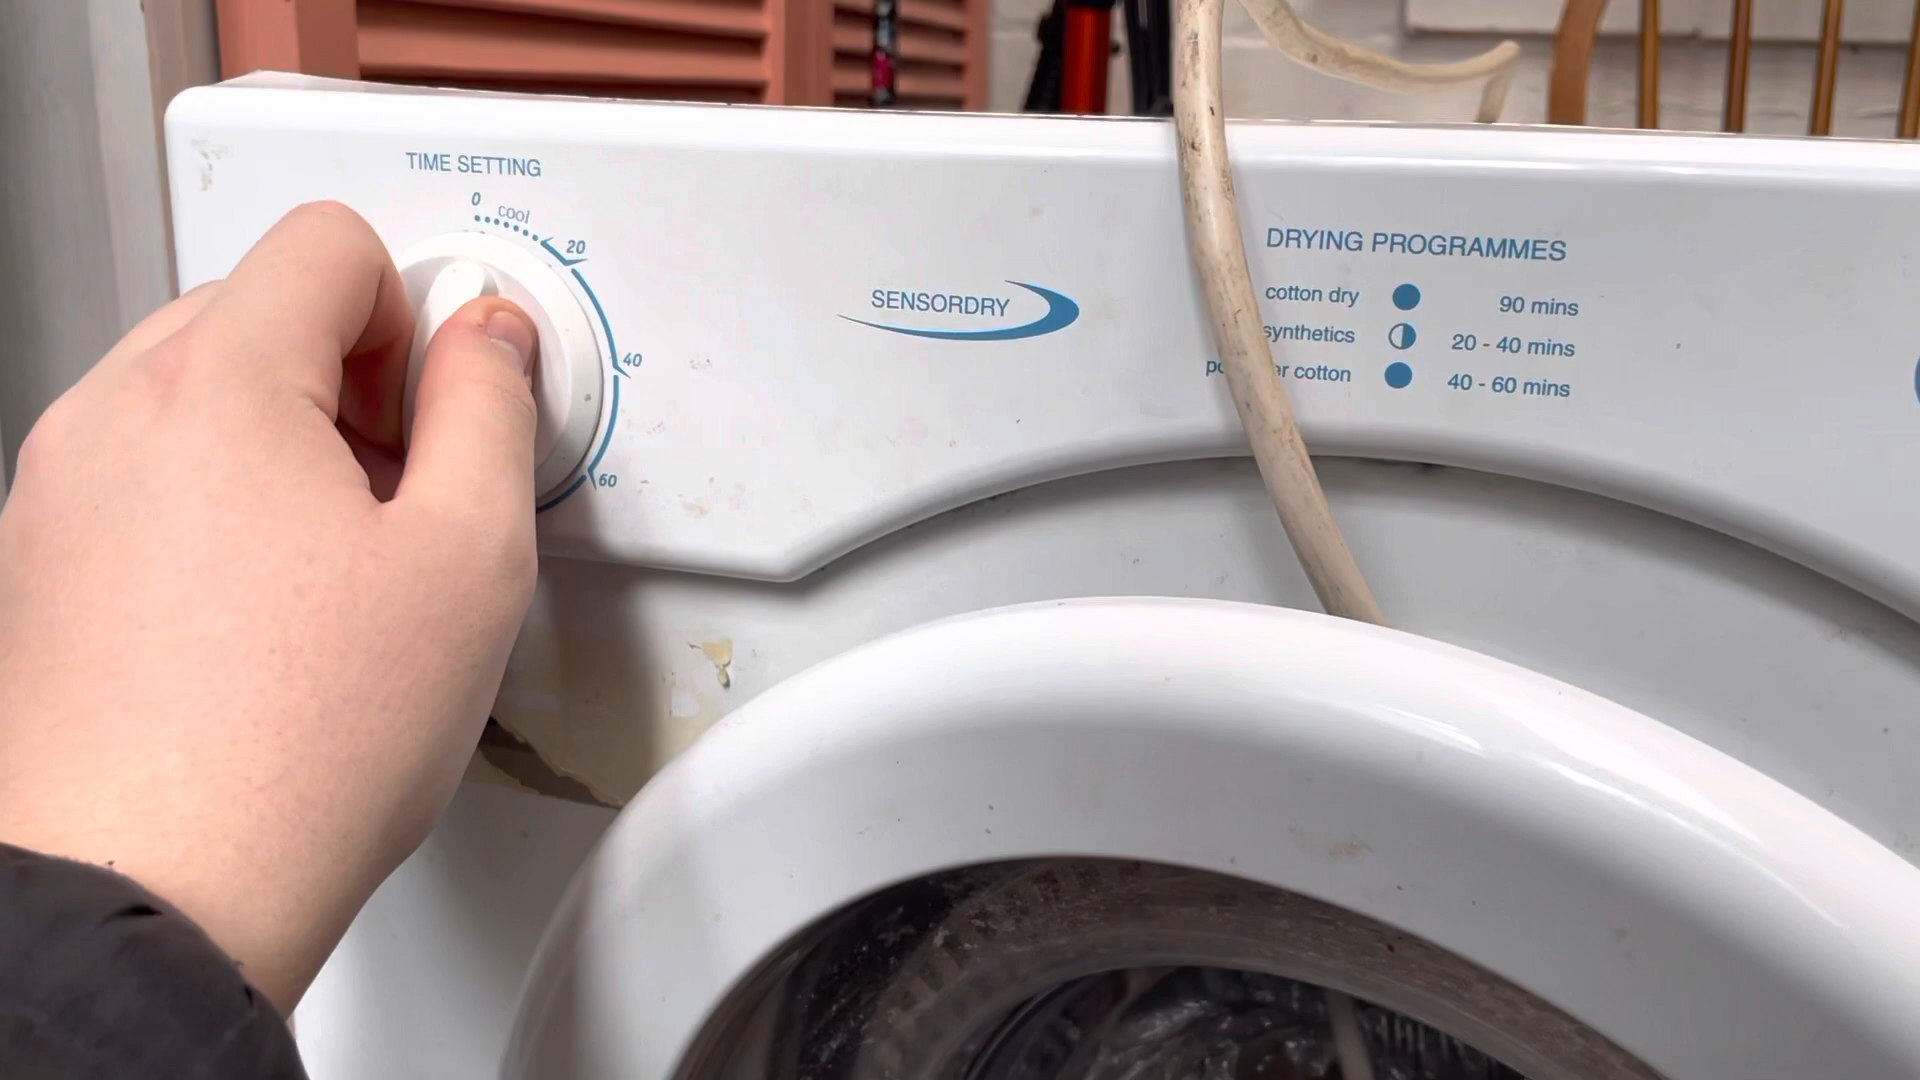 TIME SETTING
0
cool
20
40
60
SENSORDRY
DRYING PROGRAMMES
cotton dry 90 mins
synthetics 20 - 40 mins
cotton 40 - 60 mins